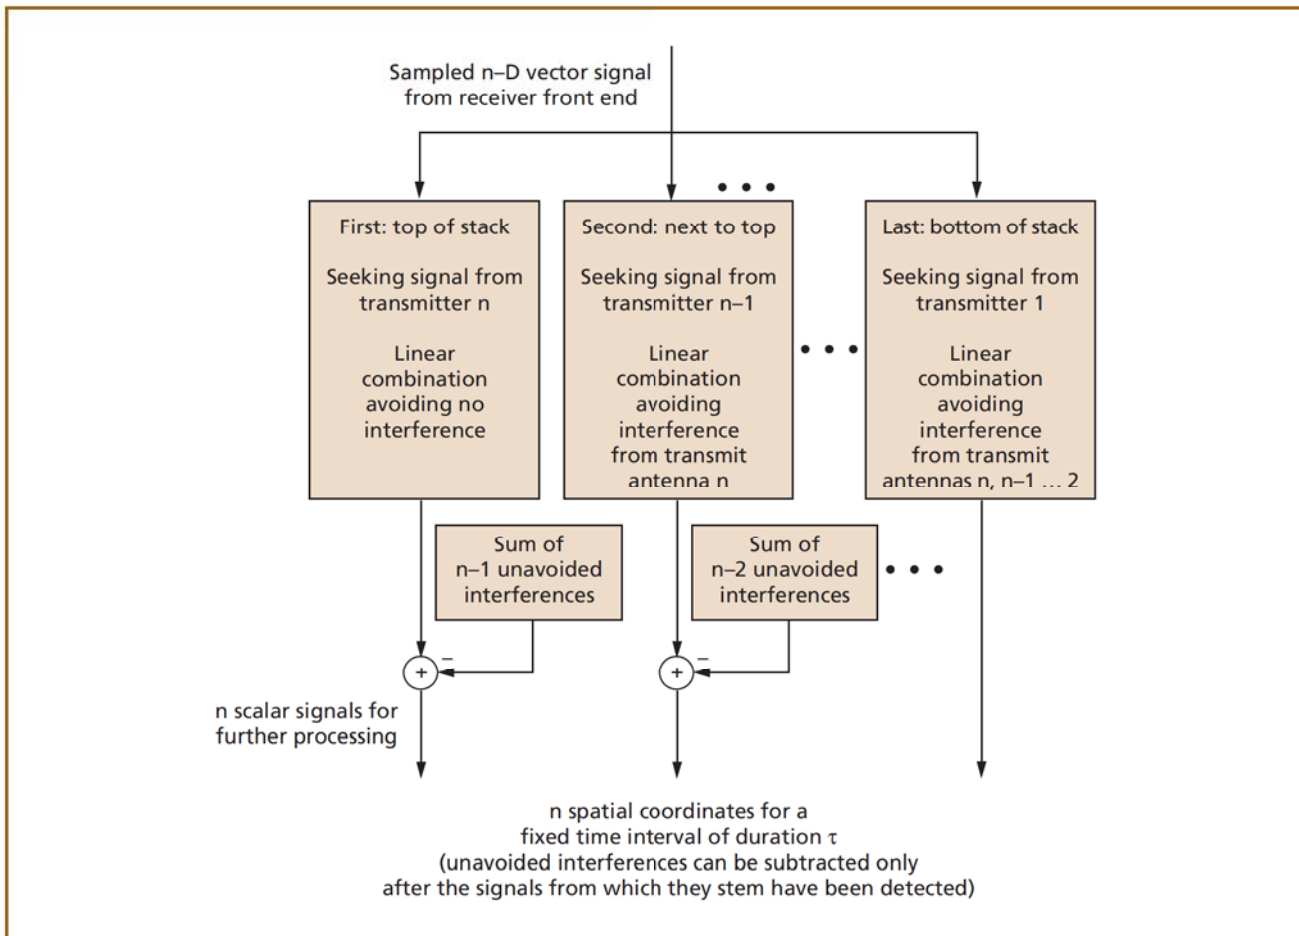 Sampled n–D vector signal
from receiver front end
• • •
First: top of stack
Seeking signal from
transmitter n
Linear
combination
avoiding no
interference
Second: next to top
Seeking signal from
transmitter n–1
Linear
combination
avoiding
interference
from transmit
antenna n
• • •
Last: bottom of stack
Seeking signal from
transmitter 1
Linear
combination
avoiding
interference
from transmit
antennas n, n–1 ... 2
Sum of
n–1 unavoided
interferences
Sum of
n–2 unavoided
interferences
• • •
+
–
+
–
n scalar signals for
further processing
n spatial coordinates for a
fixed time interval of duration τ
(unavoided interferences can be subtracted only
after the signals from which they stem have been detected)